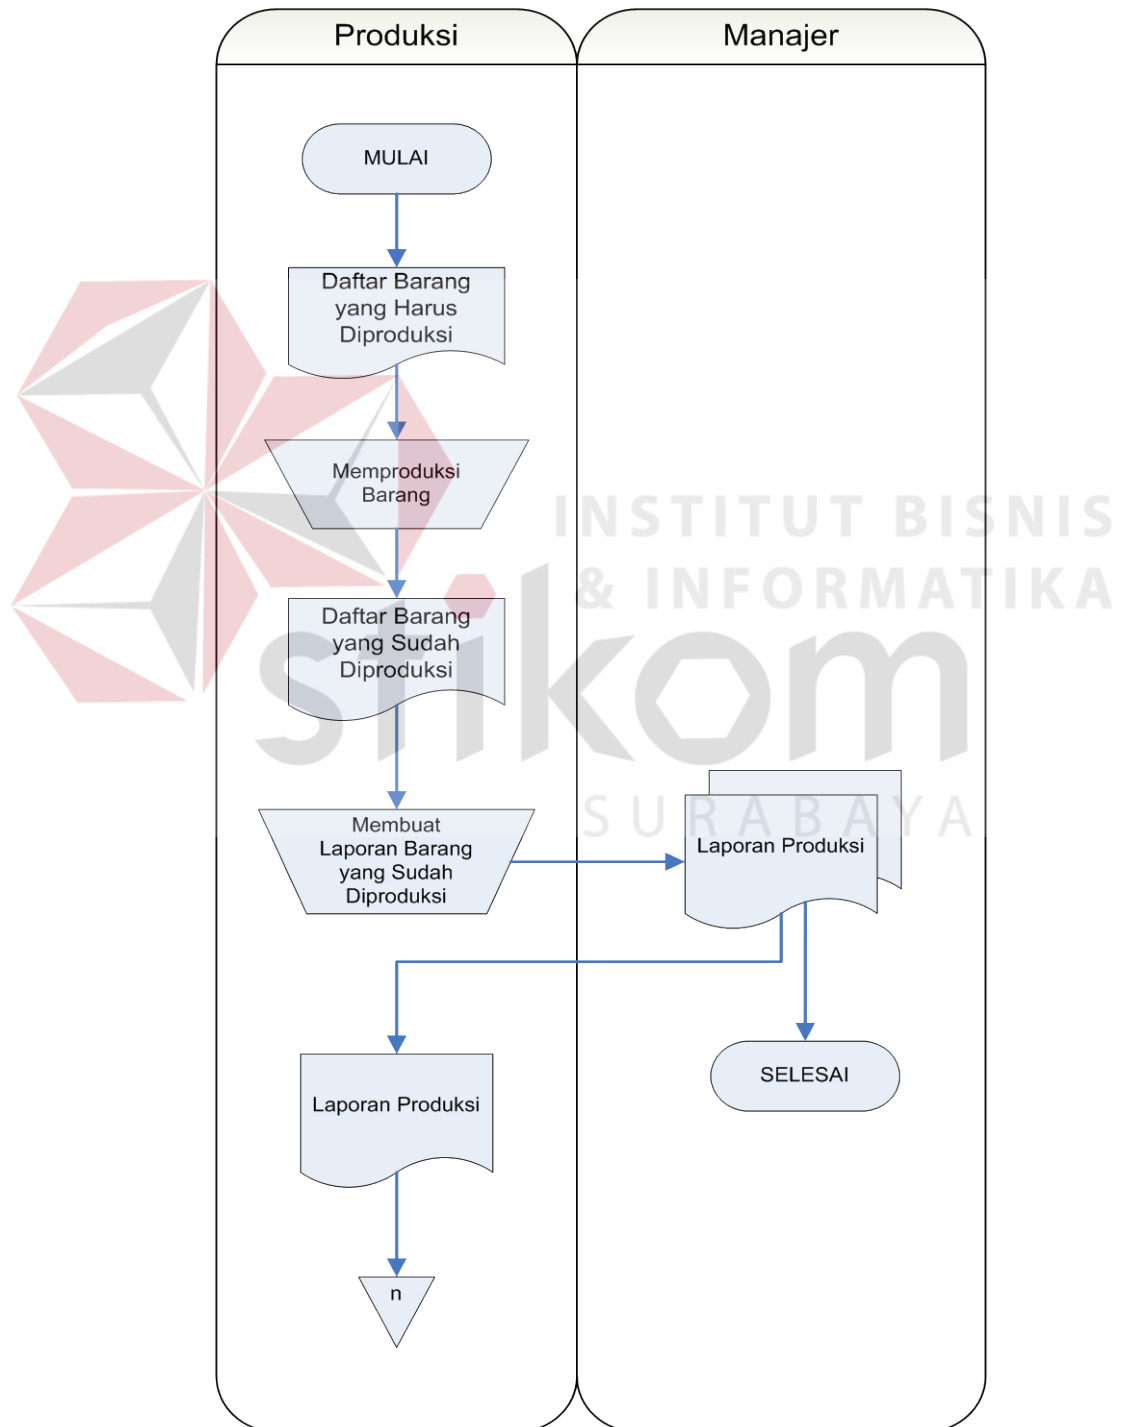 Produksi
Manajer
MULAI
Daftar Barang
yang Harus
Diproduksi
Memproduksi
Barang
INSTITUT BISNIS
& INFORMATIKA
stikom
SURABAYA
Daftar Barang
yang Sudah
Diproduksi
Membuat
Laporan Barang
yang Sudah
Diproduksi
Laporan Produksi
Laporan Produksi
SELESAI
n